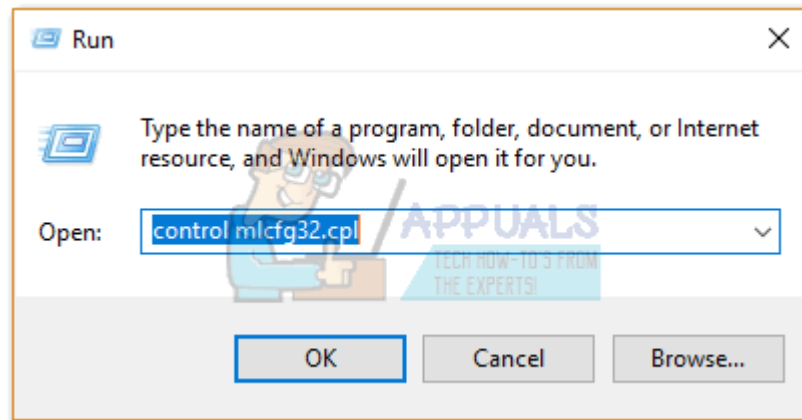 Run
Type the name of a program, folder, document, or Internet
resource, and Windows will open it for you.
Open:
control mlcfg32.cpl
APPUALS
TECH HOW-TO'S FROM
THE EXPERTS!
OK
Cancel
Browse...